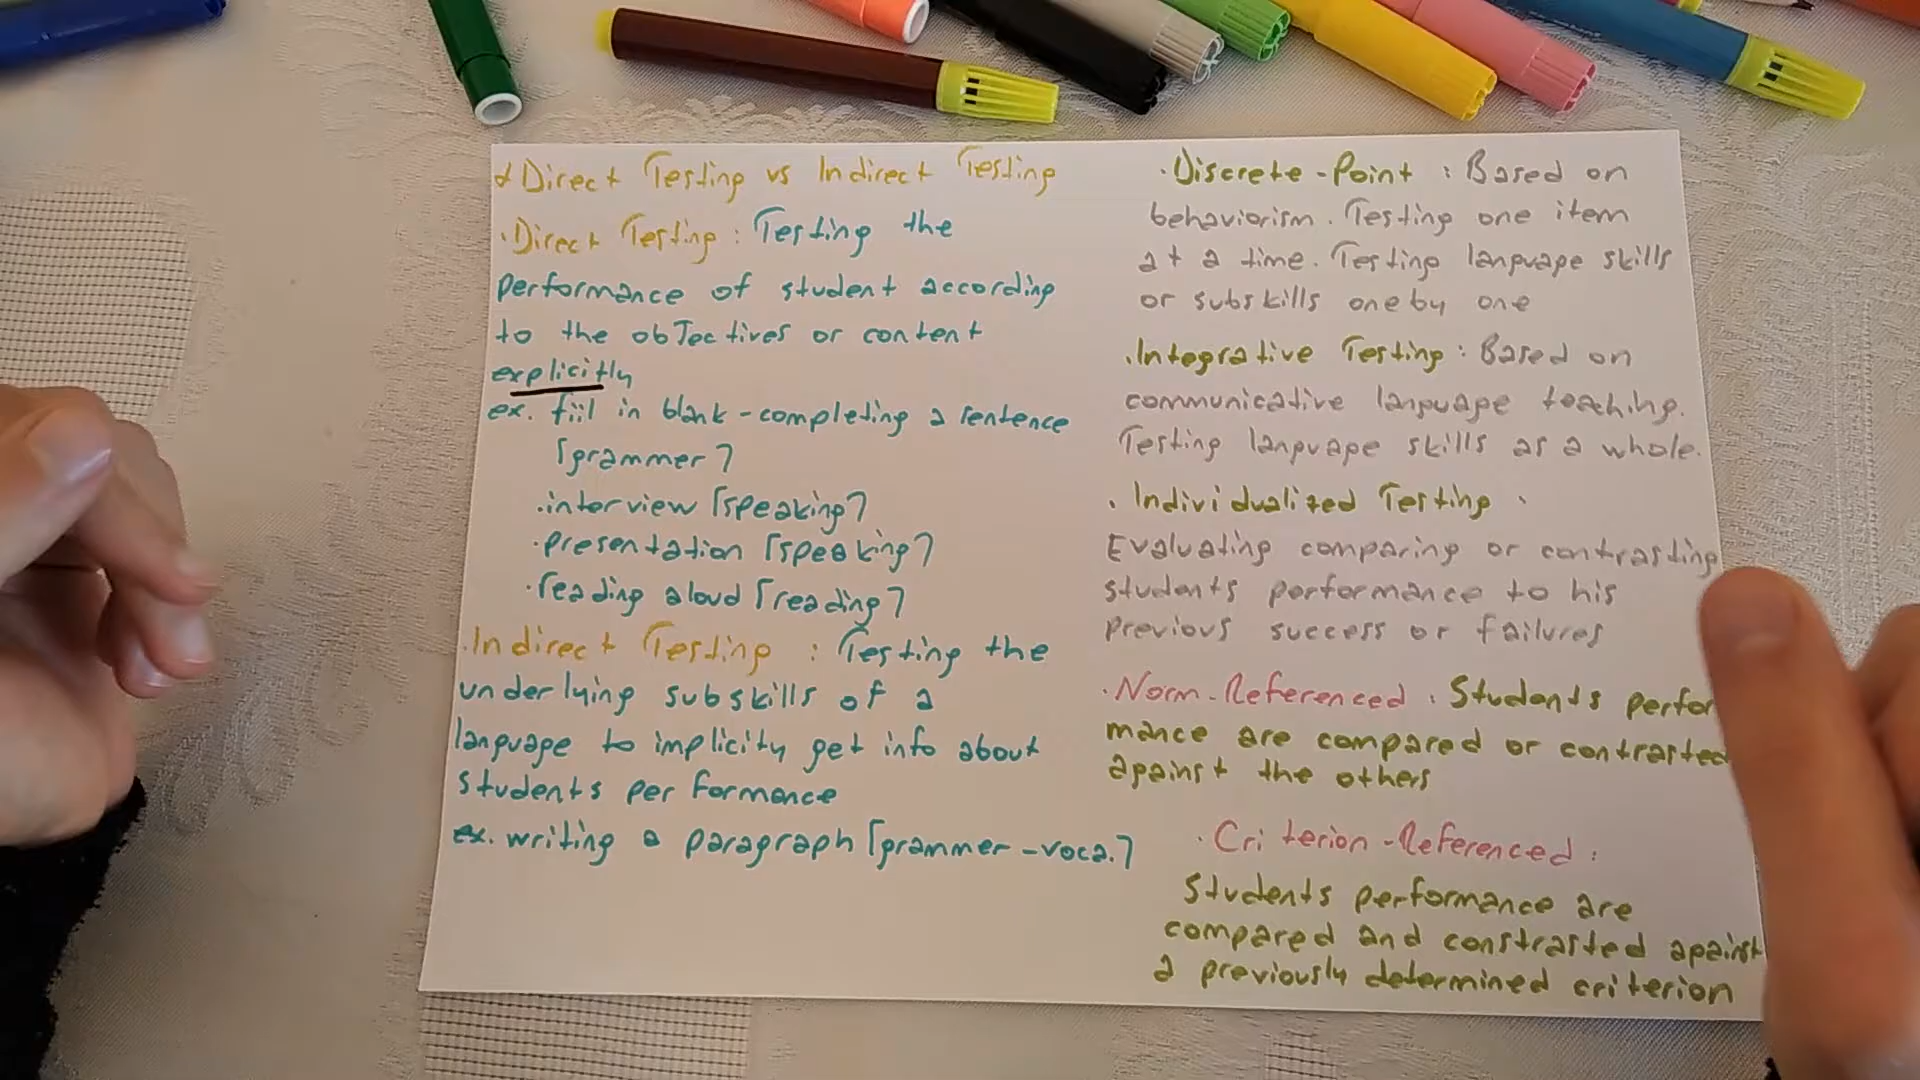 Direct Testing vs Indirect Testing
·Direct Testing : Testing the
performance of student according
to the objectives or content
explicitly
ex. fiil in blank - completing a sentence
[grammer]
·interview [speaking]
·presentation [speaking]
·reading aloud [reading]
·Indirect Testing : Testing the
underlying subskills of a
language to implicity get info about
students performance
ex. writing a paragraph [grammer - voca.]
·Discrete - Point : Based on
behaviorism. Testing one item
at a time. Testing language skills
or subskills one by one
·Integrative Testing : Based on
communicative language teaching.
Testing language skills as a whole.
· Individualized Testing
Evaluating comparing or contrasting
students performance to his
previous success or failures
·Norm-Referenced : Students perfor
mance are compared or contrasted
against the others
·Criterion-Referenced :
Students performance are
compared and constrasted against
a previously determined criterion